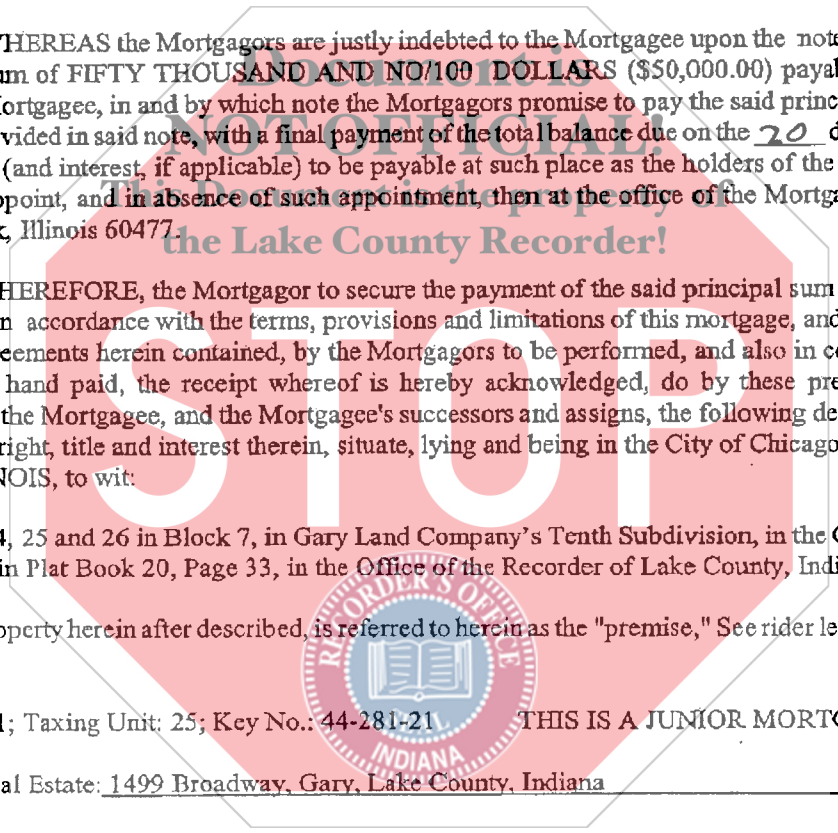 HEREAS the Mortgagors are justly indebted to the Mortgagee upon the note
um of FIFTY THOUSAND AND NO/100 DOLLARS ($50,000.00) payal
ortgagee, in and by which note the Mortgagors promise to pay the said princ
vided in said note, with a final payment of the total balance due on the 20 d
(and interest, if applicable) to be payable at such place as the holders of the
ppoint, and in absence of such appointment, then at the office of the Mortga
k, Illinois 60477.
Document is
NOT OFFICIAL!
This Document is the property of
the Lake County Recorder!
HEREFORE, the Mortgagor to secure the payment of the said principal sum
n accordance with the terms, provisions and limitations of this mortgage, and
eements herein contained, by the Mortgagors to be performed, and also in c
hand paid, the receipt whereof is hereby acknowledged, do by these pre
the Mortgagee, and the Mortgagee's successors and assigns, the following de
right, title and interest therein, situate, lying and being in the City of Chicago
NOIS, to wit:
STOP
4, 25 and 26 in Block 7, in Gary Land Company's Tenth Subdivision, in the C
in Plat Book 20, Page 33, in the Office of the Recorder of Lake County, Indi
operty herein after described, is referred to herein as the "premise," See rider le
RECORDER'S OFFICE
SEAL
INDIANA
1; Taxing Unit: 25; Key No.: 44-281-21 THIS IS A JUNIOR MORTG
al Estate: 1499 Broadway, Gary, Lake County, Indiana